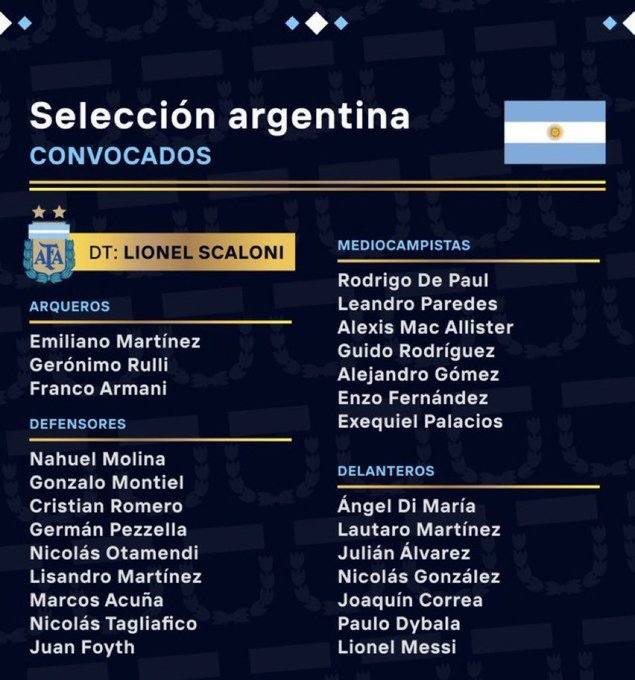 Selección argentina
CONVOCADOS
AFA
DT: LIONEL SCALONI
ARQUEROS
Emiliano Martínez
Gerónimo Rulli
Franco Armani
DEFENSORES
Nahuel Molina
Gonzalo Montiel
Cristian Romero
Germán Pezzella
Nicolás Otamendi
Lisandro Martínez
Marcos Acuña
Nicolás Tagliafico
Juan Foyth
MEDIOCAMPISTAS
Rodrigo De Paul
Leandro Paredes
Alexis Mac Allister
Guido Rodríguez
Alejandro Gómez
Enzo Fernández
Exequiel Palacios
DELANTEROS
Ángel Di María
Lautaro Martínez
Julián Álvarez
Nicolás González
Joaquín Correa
Paulo Dybala
Lionel Messi